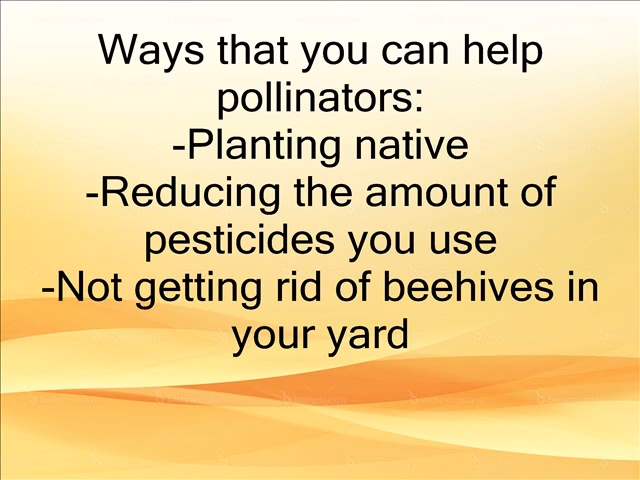 Ways that you can help
pollinators:
-Planting native
-Reducing the amount of
pesticides you use
-Not getting rid of beehives in
your yard